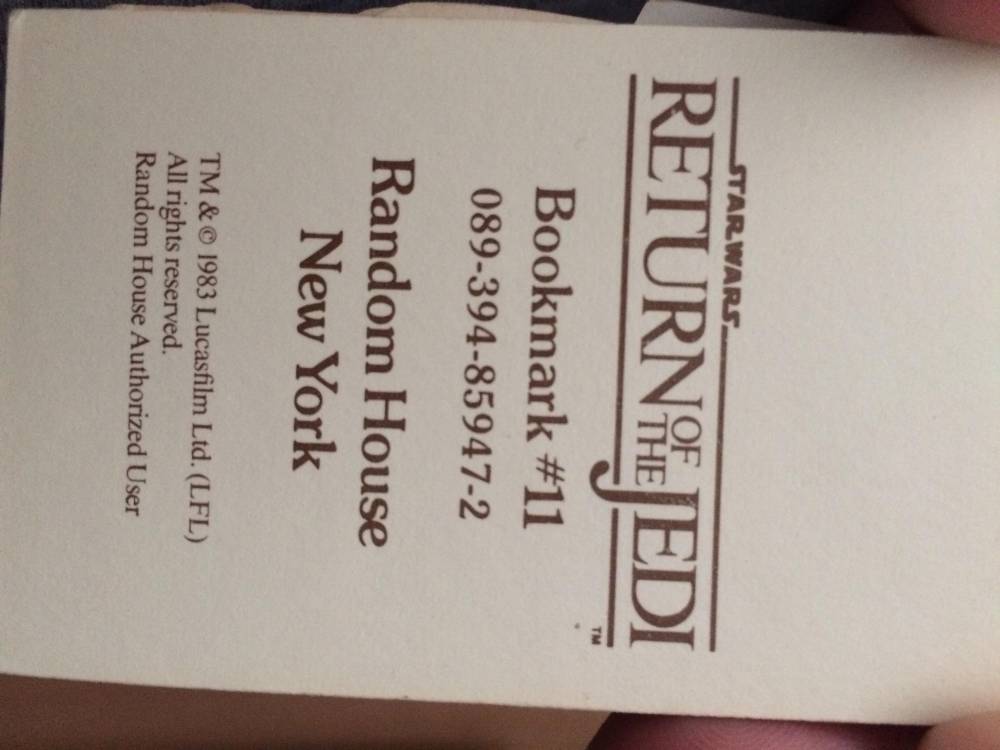 STAR WARS
RETURN OF THE JEDI
TM
Bookmark #11
089-394-85947-2
Random House
New York
TM & © 1983 Lucasfilm Ltd. (LFL)
All rights reserved.
Random House Authorized User